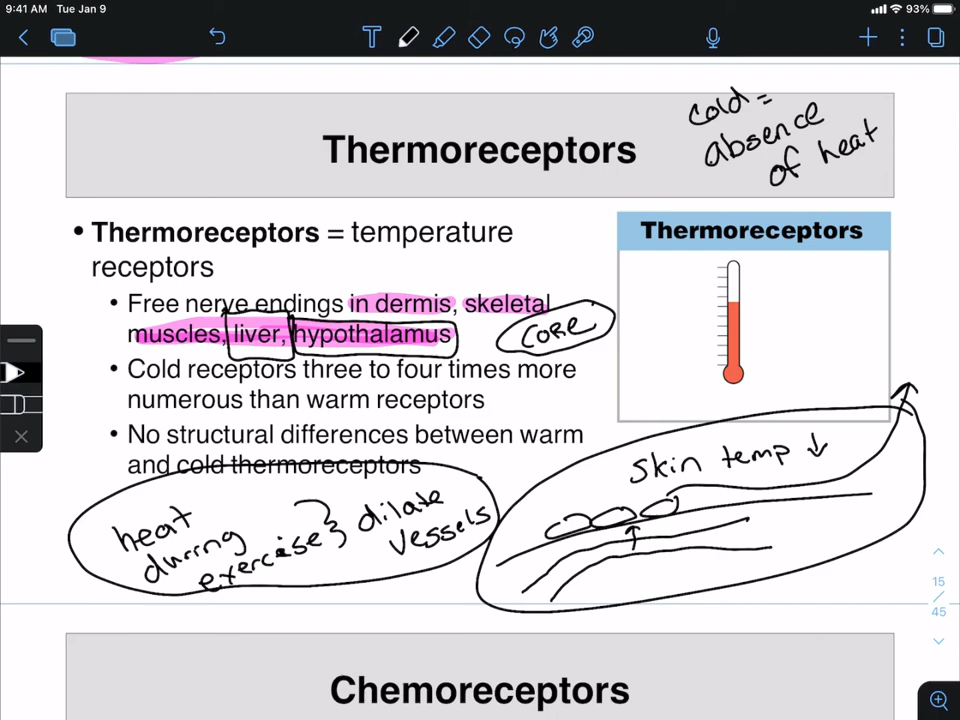 9:41 AM Tue Jan 9
93%
Thermoreceptors
cold =
absence
of heat
• Thermoreceptors = temperature
receptors
• Free nerve endings in dermis, skeletal
muscles, liver, hypothalamus
core
• Cold receptors three to four times more
numerous than warm receptors
• No structural differences between warm
and cold thermoreceptors
Thermoreceptors
skin temp ↓
heat
during
exercise } dilate
vessels
15
/
45
Chemoreceptors